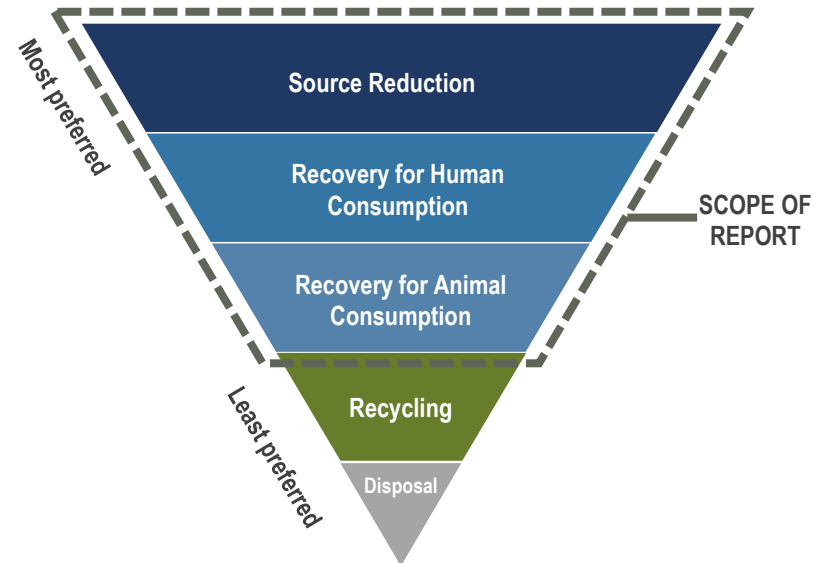 Most preferred
Source Reduction
Recovery for Human
Consumption
SCOPE OF
REPORT
Recovery for Animal
Consumption
Least preferred
Recycling
Disposal